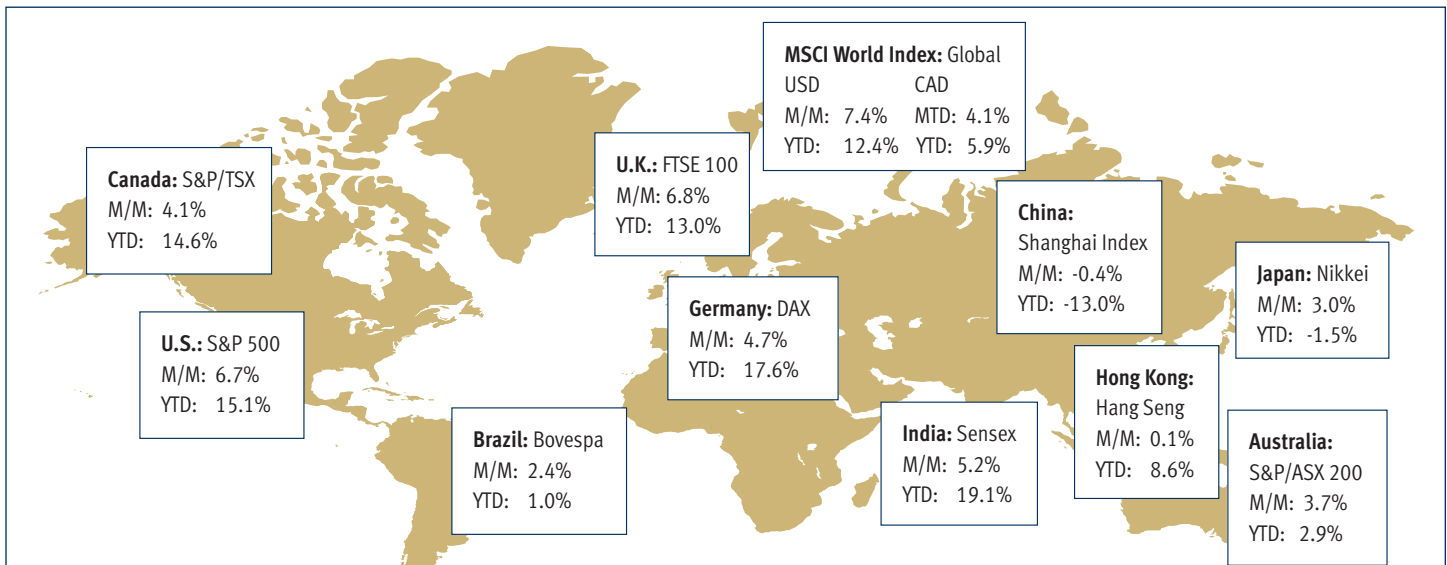 MSCI World Index: Global
USD CAD
M/M: 7.4% MTD: 4.1%
YTD: 12.4% YTD: 5.9%
Canada: S&P/TSX
M/M: 4.1%
YTD: 14.6%
U.K.: FTSE 100
M/M: 6.8%
YTD: 13.0%
China:
Shanghai Index
M/M: -0.4%
YTD: -13.0%
Japan: Nikkei
M/M: 3.0%
YTD: -1.5%
U.S.: S&P 500
M/M: 6.7%
YTD: 15.1%
Germany: DAX
M/M: 4.7%
YTD: 17.6%
Hong Kong:
Hang Seng
M/M: 0.1%
YTD: 8.6%
Brazil: Bovespa
M/M: 2.4%
YTD: 1.0%
India: Sensex
M/M: 5.2%
YTD: 19.1%
Australia:
S&P/ASX 200
M/M: 3.7%
YTD: 2.9%